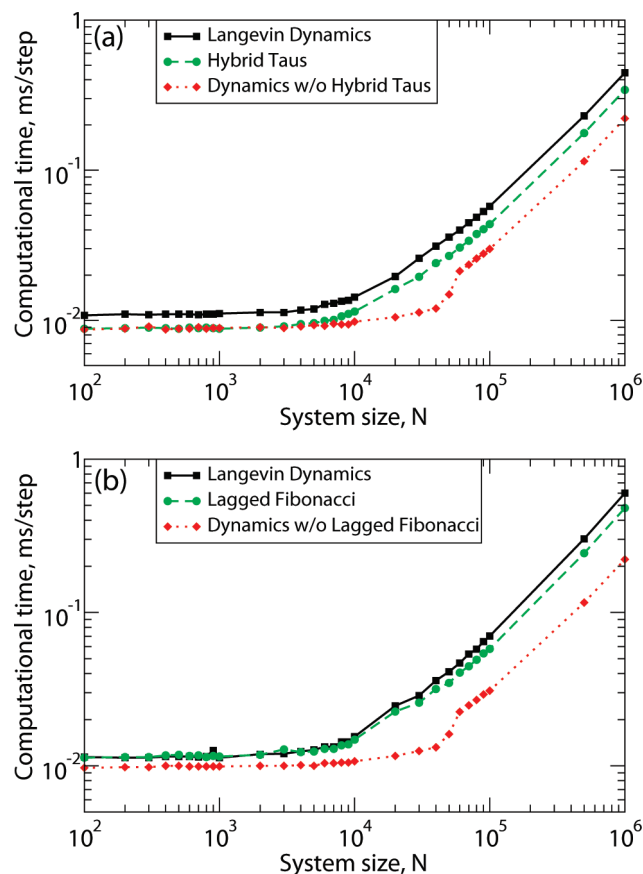 (a)
Langevin Dynamics
Hybrid Taus
Dynamics w/o Hybrid Taus
Computational time, ms/step
1
10⁻¹
10⁻²
10² 10³ 10⁴ 10⁵ 10⁶
System size, N
(b)
Langevin Dynamics
Lagged Fibonacci
Dynamics w/o Lagged Fibonacci
Computational time, ms/step
1
10⁻¹
10⁻²
10² 10³ 10⁴ 10⁵ 10⁶
System size, N